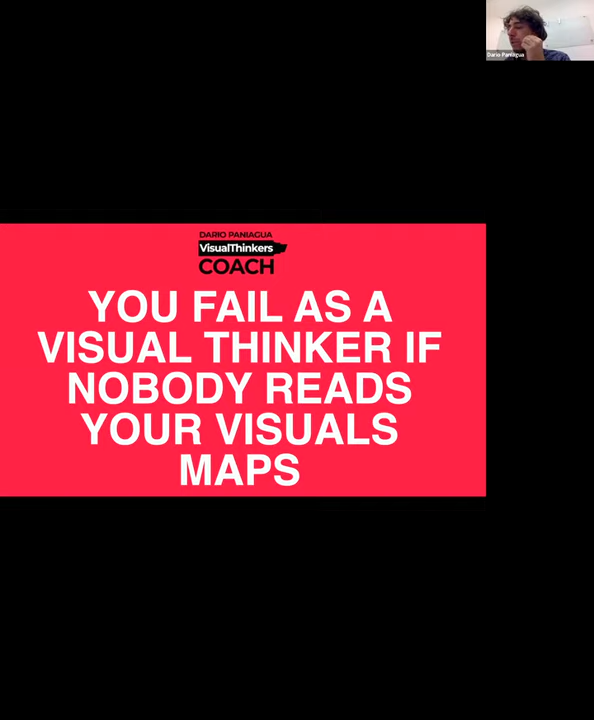 Dario Paniagua
DARIO PANIAGUA
VisualThinkers
COACH
YOU FAIL AS A
VISUAL THINKER IF
NOBODY READS
YOUR VISUALS
MAPS